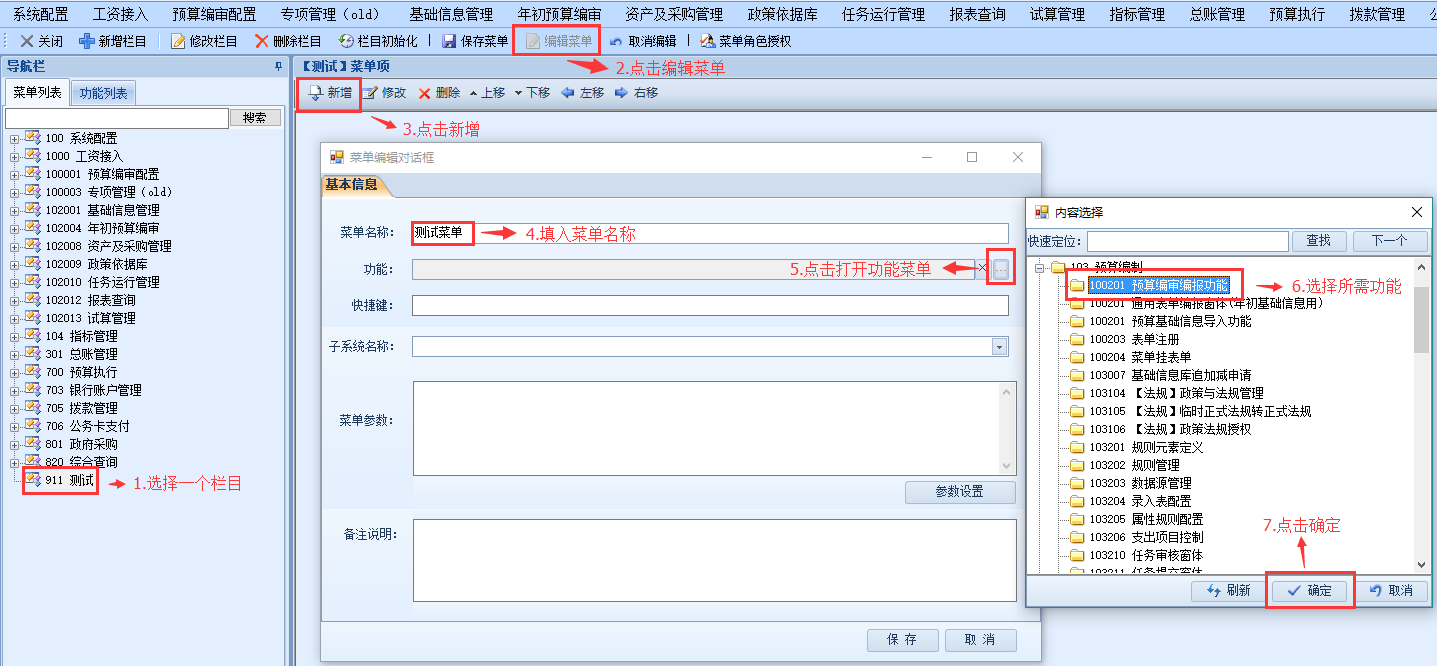 系统配置 工资接入 预算编审配置 专项管理（old） 基础信息管理 年初预算编审 资产及采购管理 政策依据库 任务运行管理 报表查询 试算管理 指标管理 总账管理 预算执行 拨款管理
关闭 新增栏目 修改栏目 删除栏目 栏目初始化 保存菜单 编辑菜单 取消编辑 菜单角色授权
导航栏
【测试】菜单项
2.点击编辑菜单
菜单列表 功能列表
新增 修改 删除 上移 下移 左移 右移
搜索
3.点击新增
100 系统配置
1000 工资接入
100001 预算编审配置
100003 专项管理（old）
102001 基础信息管理
102004 年初预算编审
102008 资产及采购管理
102009 政策依据库
102010 任务运行管理
102012 报表查询
102013 试算管理
104 指标管理
301 总账管理
700 预算执行
703 银行账户管理
705 拨款管理
706 公务卡支付
801 政府采购
820 综合查询
911 测试
1.选择一个栏目
菜单编辑对话框
基本信息
菜单名称： 测试菜单
4.填入菜单名称
功能：
5.点击打开功能菜单
...
快捷键：
子系统名称：
菜单参数：
参数设置
备注说明：
保 存 取 消
内容选择
快速定位： 查找 下一个
103 预算编制
100201 预算编审编报功能
6.选择所需功能
100201 通用表单编报窗体(年初基础信息用)
100201 预算基础信息导入功能
100203 表单注册
100204 菜单挂表单
103007 基础信息库追加减申请
103104 【法规】政策与法规管理
103105 【法规】临时正式法规转正式法规
103106 【法规】政策法规授权
103201 规则元素定义
103202 规则管理
103203 数据源管理
103204 录入表配置
103205 属性规则配置
103206 支出项目控制
103210 任务审核窗体
103211 任务提交窗体
7.点击确定
刷新 确定 取消